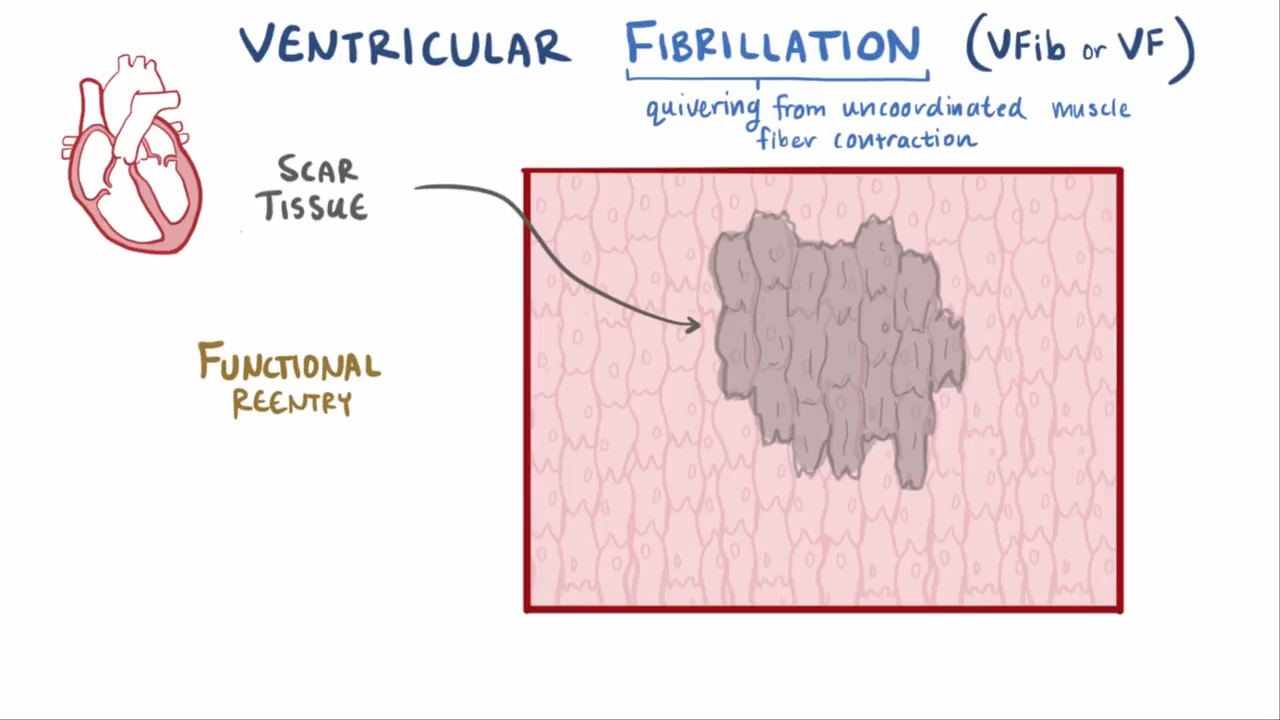 VENTRICULAR FIBRILLATION (VFib or VF)
quivering from uncoordinated muscle
fiber contraction
SCAR
TISSUE
FUNCTIONAL
REENTRY